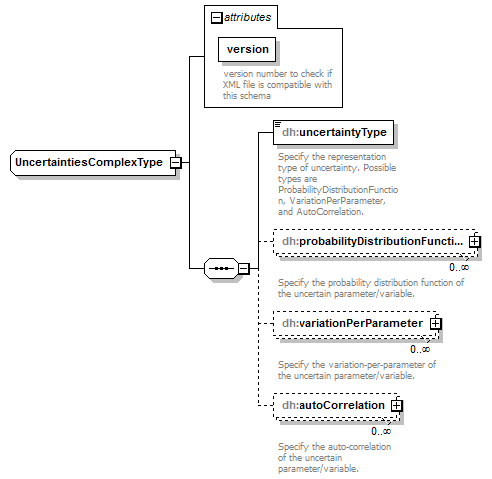 attributes
version
version number to check if
XML file is compatible with
this schema
UncertaintiesComplexType
dh:uncertaintyType
Specify the representation
type of uncertainty. Possible
types are
ProbabilityDistributionFunctio
n, VariationPerParameter,
and AutoCorrelation.
dh:probabilityDistributionFuncti...
0..∞
Specify the probability distribution function of
the uncertain parameter/variable.
dh:variationPerParameter
0..∞
Specify the variation-per-parameter of
the uncertain parameter/variable.
dh:autoCorrelation
0..∞
Specify the auto-correlation
of the uncertain
parameter/variable.